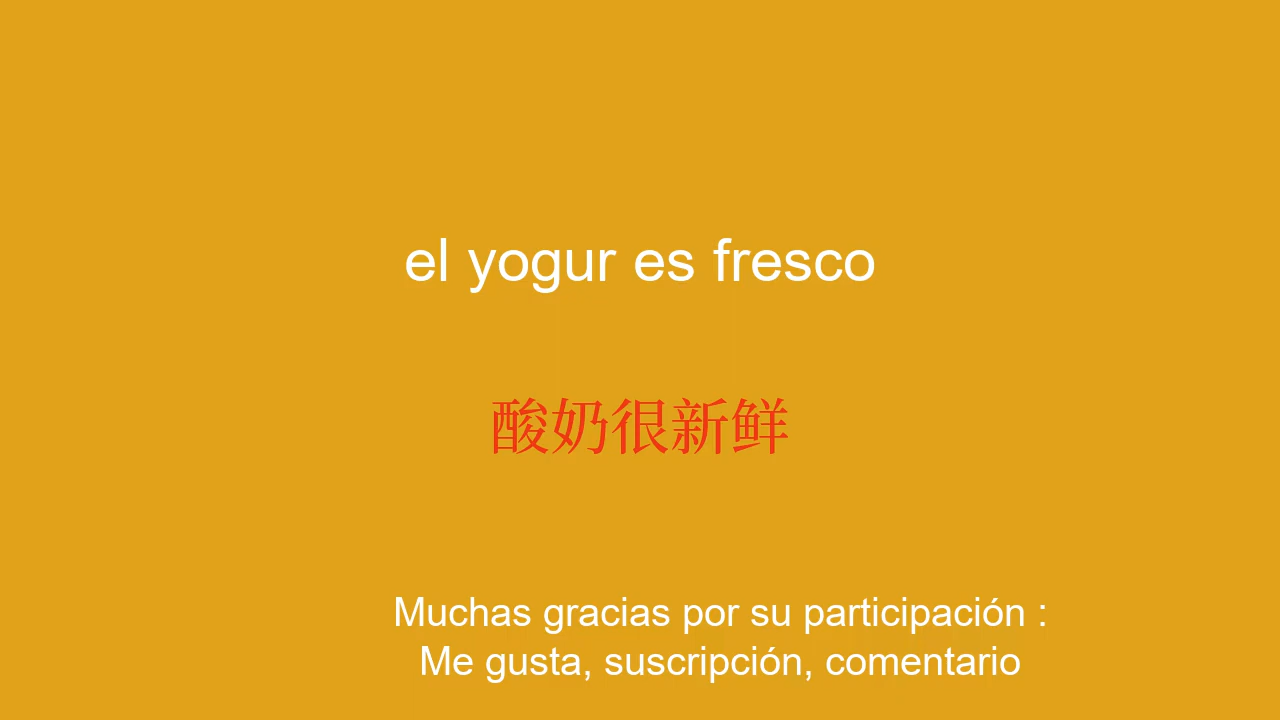 el yogur es fresco
酸奶很新鲜
Muchas gracias por su participación :
Me gusta, suscripción, comentario